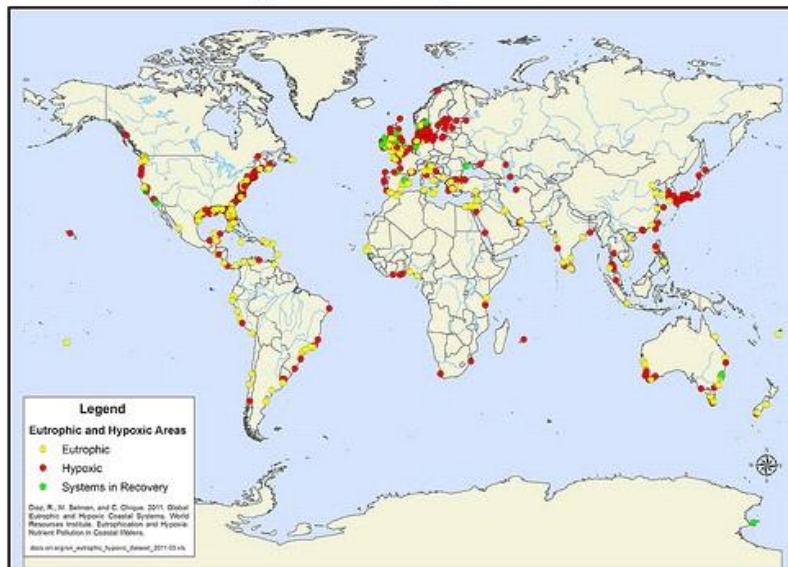 Legend
Eutrophic and Hypoxic Areas
Eutrophic
Hypoxic
Systems in Recovery
Diaz, R., M. Selman, and C. Chique. 2011. Global
Eutrophic and Hypoxic Coastal Systems. World
Resources Institute. Eutrophication and Hypoxia:
Nutrient Pollution in Coastal Waters.